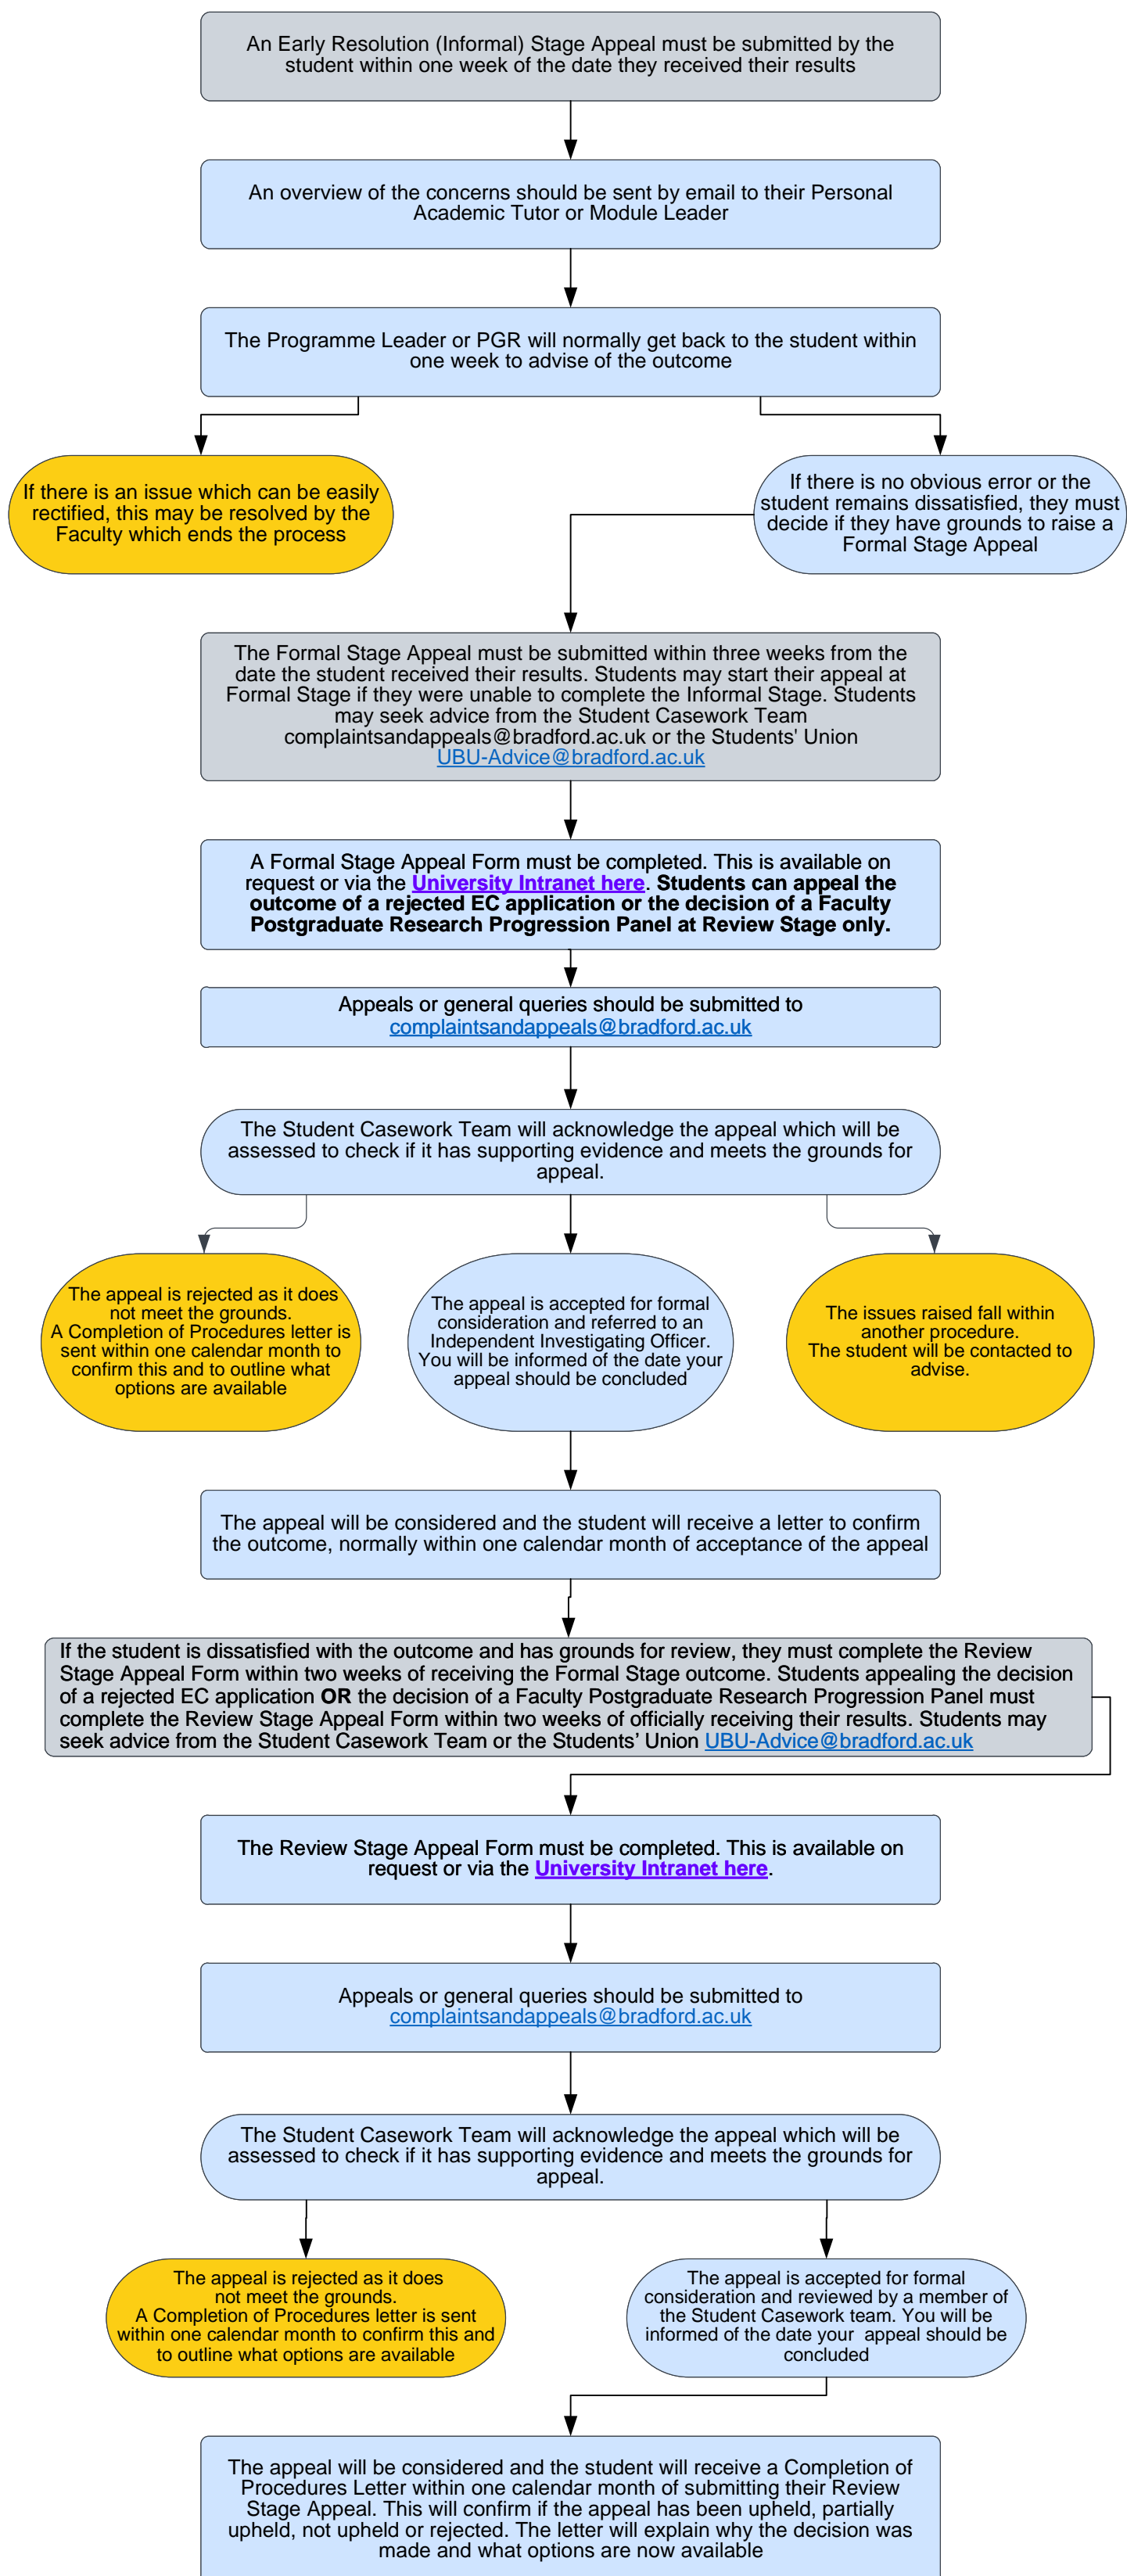 An Early Resolution (Informal) Stage Appeal must be submitted by the
student within one week of the date they received their results
An overview of the concerns should be sent by email to their Personal
Academic Tutor or Module Leader
The Programme Leader or PGR will normally get back to the student within
one week to advise of the outcome
If there is an issue which can be easily
rectified, this may be resolved by the
Faculty which ends the process
If there is no obvious error or the
student remains dissatisfied, they must
decide if they have grounds to raise a
Formal Stage Appeal
The Formal Stage Appeal must be submitted within three weeks from the
date the student received their results. Students may start their appeal at
Formal Stage if they were unable to complete the Informal Stage. Students
may seek advice from the Student Casework Team
complaintsandappeals@bradford.ac.uk or the Students' Union
UBU-Advice@bradford.ac.uk
A Formal Stage Appeal Form must be completed. This is available on
request or via the University Intranet here. Students can appeal the
outcome of a rejected EC application or the decision of a Faculty
Postgraduate Research Progression Panel at Review Stage only.
Appeals or general queries should be submitted to
complaintsandappeals@bradford.ac.uk
The Student Casework Team will acknowledge the appeal which will be
assessed to check if it has supporting evidence and meets the grounds for
appeal.
The appeal is rejected as it does
not meet the grounds.
A Completion of Procedures letter is
sent within one calendar month to
confirm this and to outline what
options are available
The appeal is accepted for formal
consideration and referred to an
Independent Investigating Officer.
You will be informed of the date your
appeal should be concluded
The issues raised fall within
another procedure.
The student will be contacted to
advise.
The appeal will be considered and the student will receive a letter to confirm
the outcome, normally within one calendar month of acceptance of the appeal
If the student is dissatisfied with the outcome and has grounds for review, they must complete the Review
Stage Appeal Form within two weeks of receiving the Formal Stage outcome. Students appealing the decision
of a rejected EC application OR the decision of a Faculty Postgraduate Research Progression Panel must
complete the Review Stage Appeal Form within two weeks of officially receiving their results. Students may
seek advice from the Student Casework Team or the Students’ Union UBU-Advice@bradford.ac.uk
The Review Stage Appeal Form must be completed. This is available on
request or via the University Intranet here.
Appeals or general queries should be submitted to
complaintsandappeals@bradford.ac.uk
The Student Casework Team will acknowledge the appeal which will be
assessed to check if it has supporting evidence and meets the grounds for
appeal.
The appeal is rejected as it does
not meet the grounds.
A Completion of Procedures letter is sent
within one calendar month to confirm this and
to outline what options are available
The appeal is accepted for formal
consideration and reviewed by a member of
the Student Casework team. You will be
informed of the date your appeal should be
concluded
The appeal will be considered and the student will receive a Completion of
Procedures Letter within one calendar month of submitting their Review
Stage Appeal. This will confirm if the appeal has been upheld, partially
upheld, not upheld or rejected. The letter will explain why the decision was
made and what options are now available